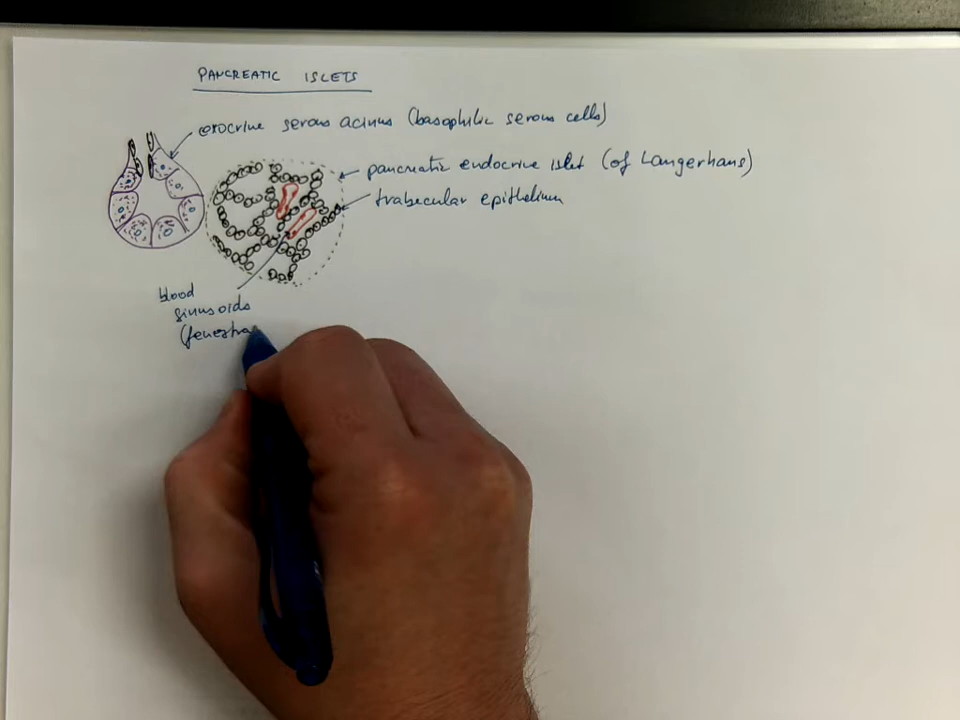 PANCREATIC ISLETS
exocrine serous acinus (basophilic serous cells)
pancreatic endocrine islet (of Langerhans)
trabecular epithelium
blood
sinusoids
(fenestra